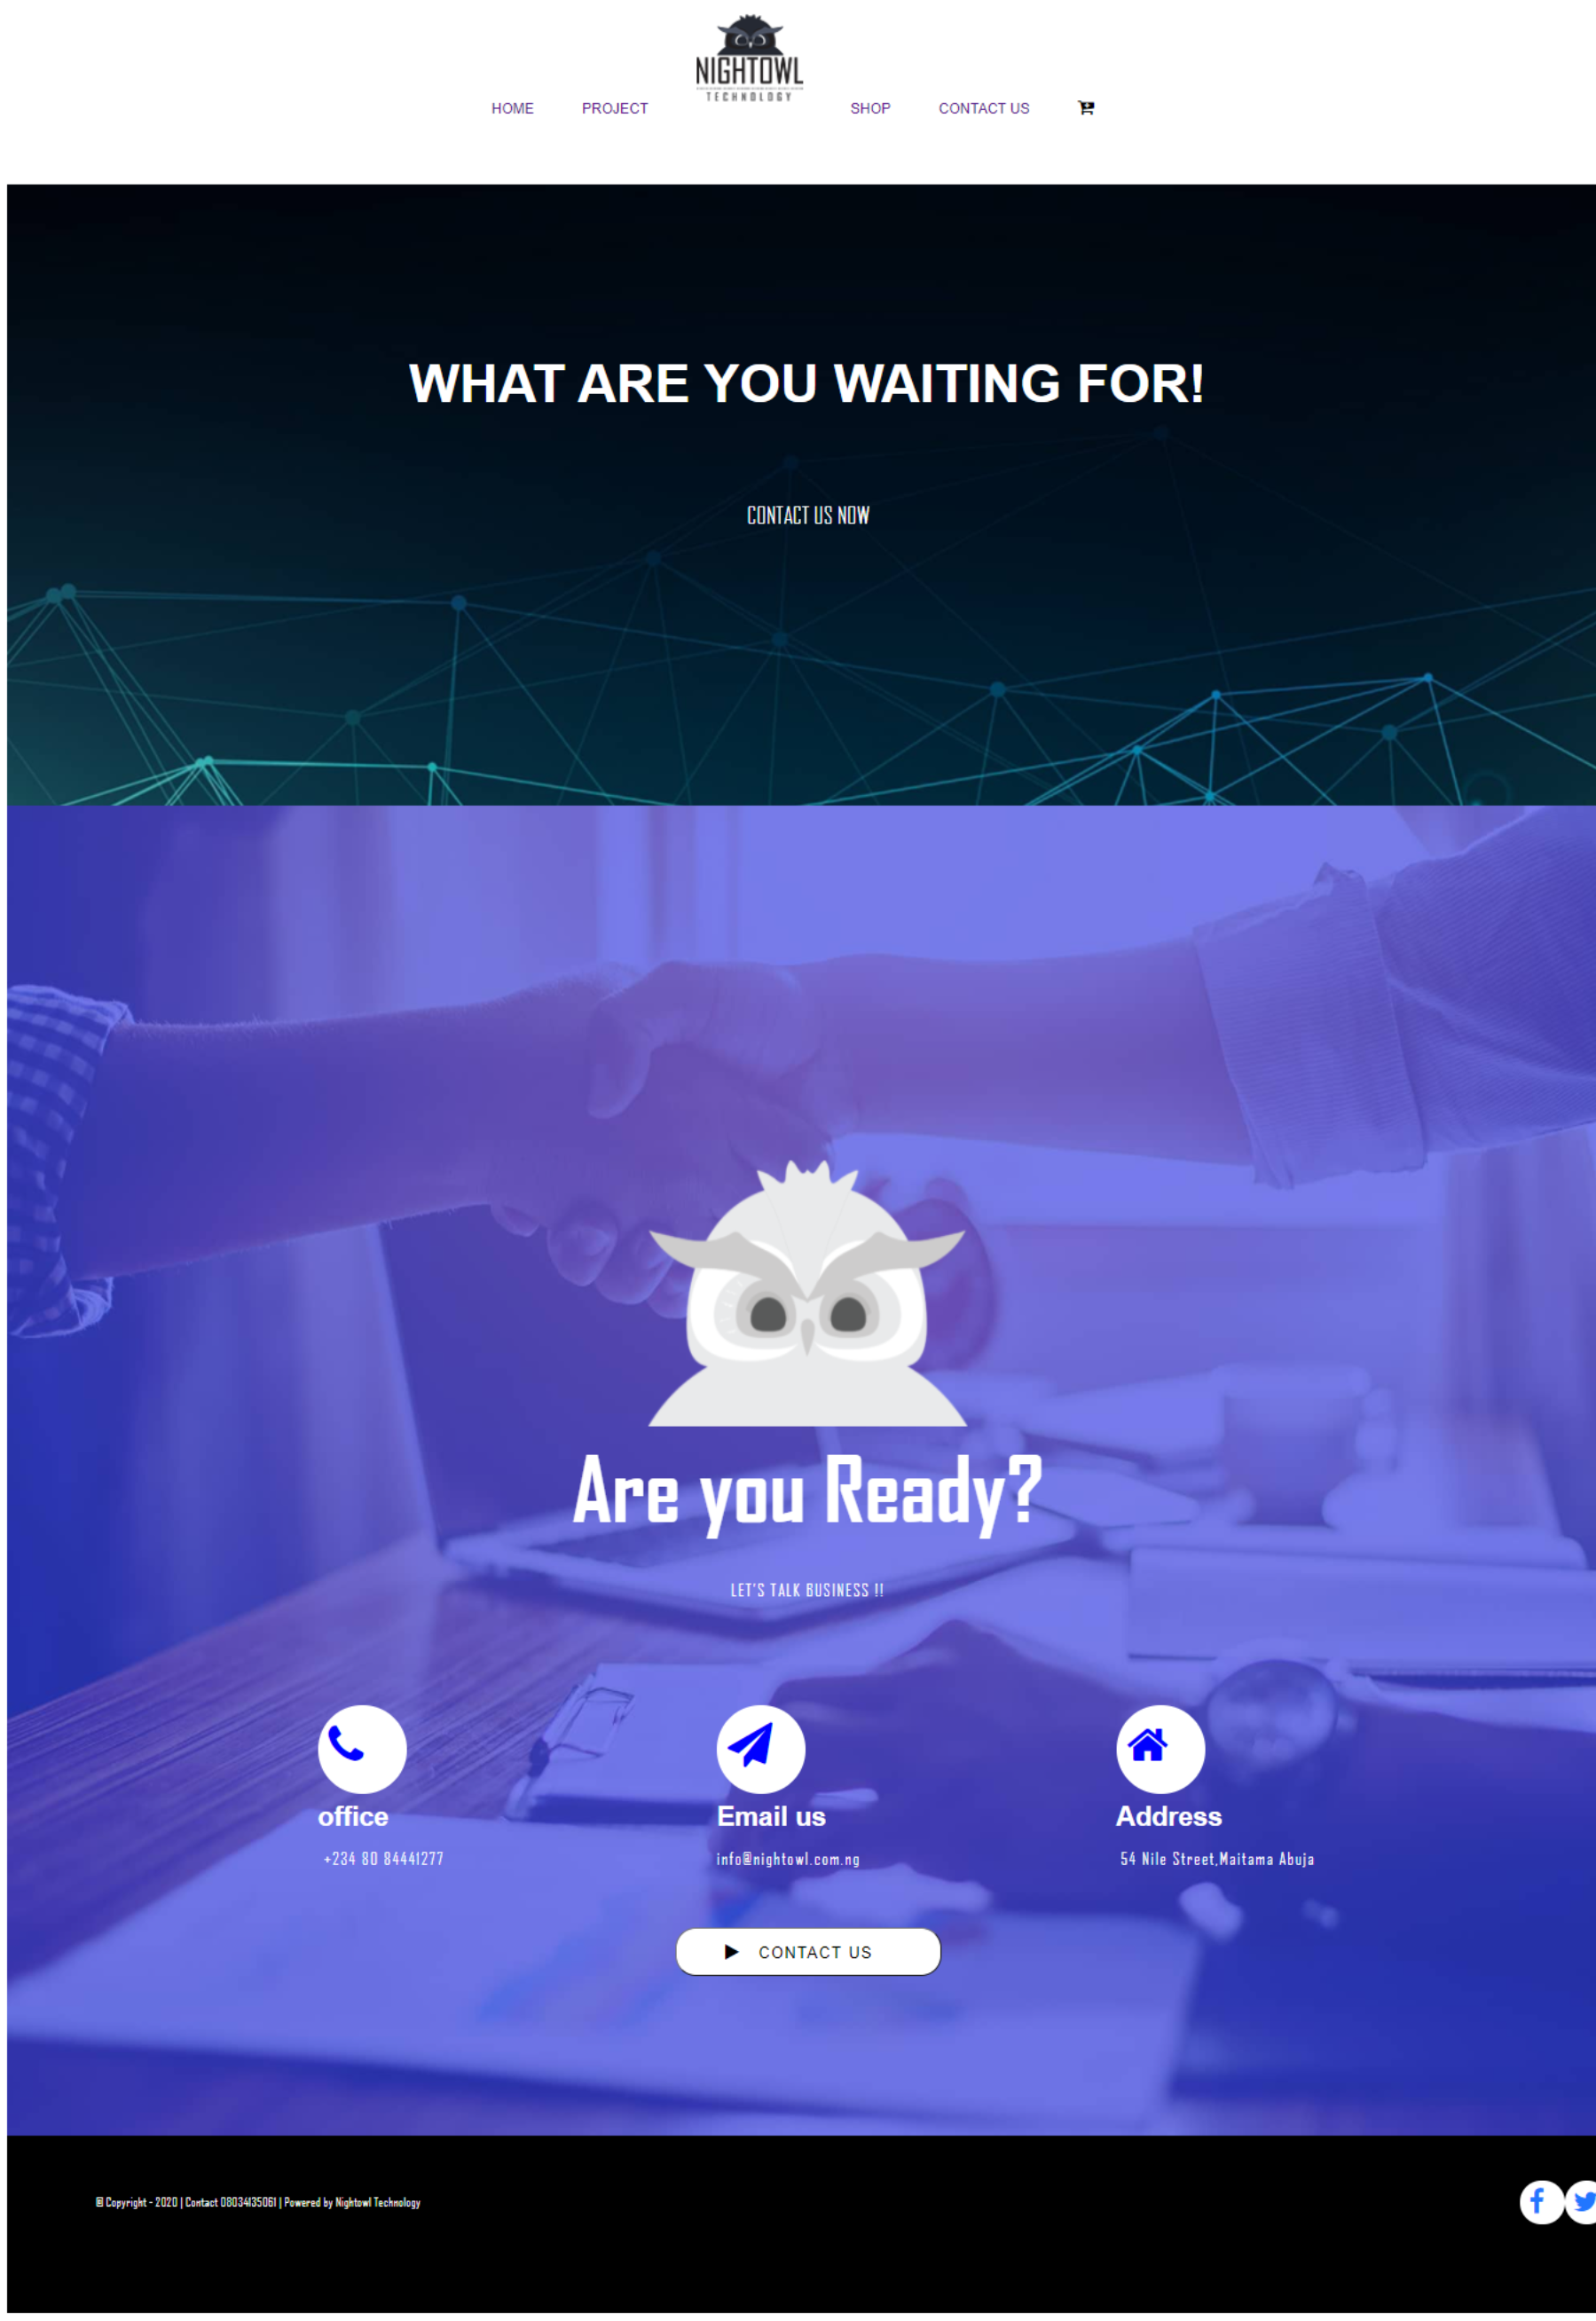 NIGHTOWL
TECHNOLOGY
HOME PROJECT SHOP CONTACT US
WHAT ARE YOU WAITING FOR!
CONTACT US NOW
Are you Ready?
LET'S TALK BUSINESS !!
office Email us Address
+234 80 84441277 info@nightowl.com.ng 54 Nile Street,Maitama Abuja
CONTACT US
© Copyright - 2020 | Contact 08034135061 | Powered by Nightowl Technology